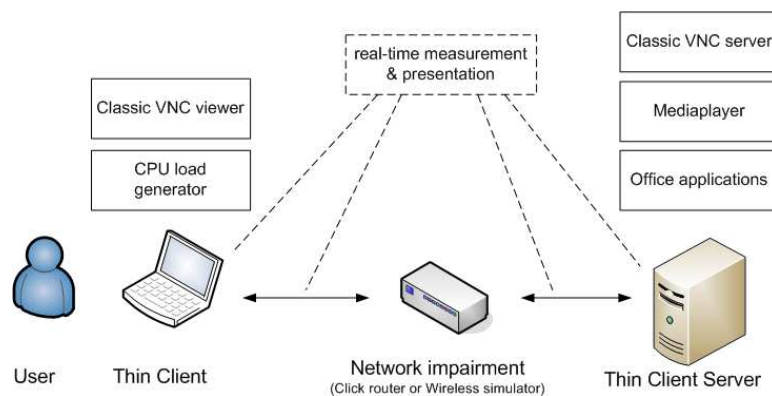 real-time measurement
& presentation
Classic VNC server
Classic VNC viewer
Mediaplayer
CPU load
generator
Office applications
User
Thin Client
Network impairment
(Click router or Wireless simulator)
Thin Client Server